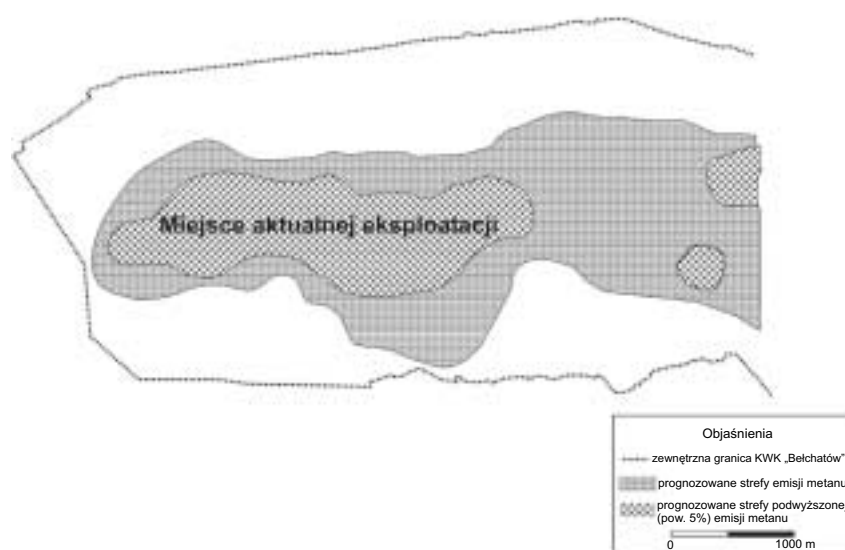 Miejsce aktualnej eksploatacji
Objaśnienia
zewnętrzna granica KWK „Bełchatów”
prognozowane strefy emisji metanu
prognozowane strefy podwyższonej
(pow. 5%) emisji metanu
0 1000 m